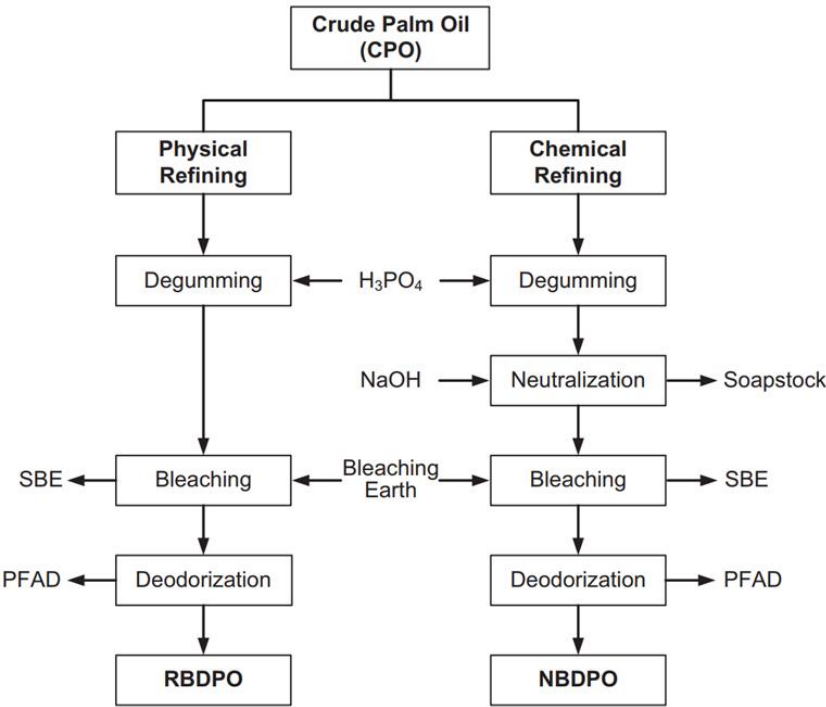 Crude Palm Oil
(CPO)
Physical
Refining
Chemical
Refining
Degumming
H₃PO₄
Degumming
NaOH
Neutralization
Soapstock
SBE
Bleaching
Bleaching
Earth
Bleaching
SBE
PFAD
Deodorization
Deodorization
PFAD
RBDPO
NBDPO